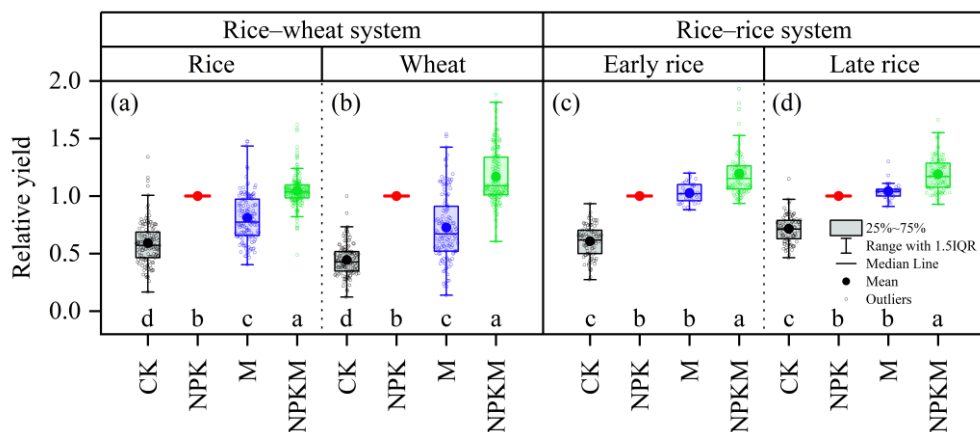 Rice–wheat system
Rice–rice system
Rice
Wheat
Early rice
Late rice
Relative yield
2.0
1.5
1.0
0.5
0.0
(a)
(b)
(c)
(d)
25%~75%
Range with 1.5IQR
Median Line
Mean
Outliers
d b c a
d b c a
c b b a
c b b a
CK NPK M NPKM
CK NPK M NPKM
CK NPK M NPKM
CK NPK M NPKM